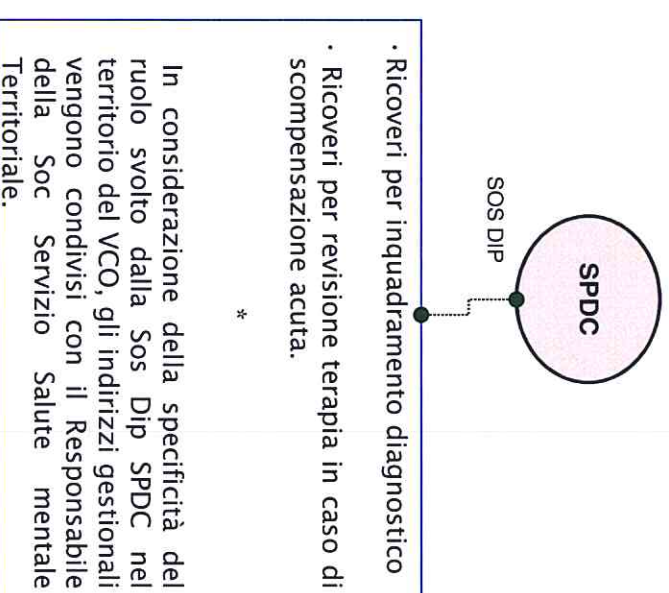 SPDC
SOS DIP
· Ricoveri per inquadramento diagnostico
· Ricoveri per revisione terapia in caso di
scompensazione acuta.
*
In considerazione della specificità del
ruolo svolto dalla Sos Dip SPDC nel
territorio del VCO, gli indirizzi gestionali
vengono condivisi con il Responsabile
della Soc Servizio Salute mentale
Territoriale.